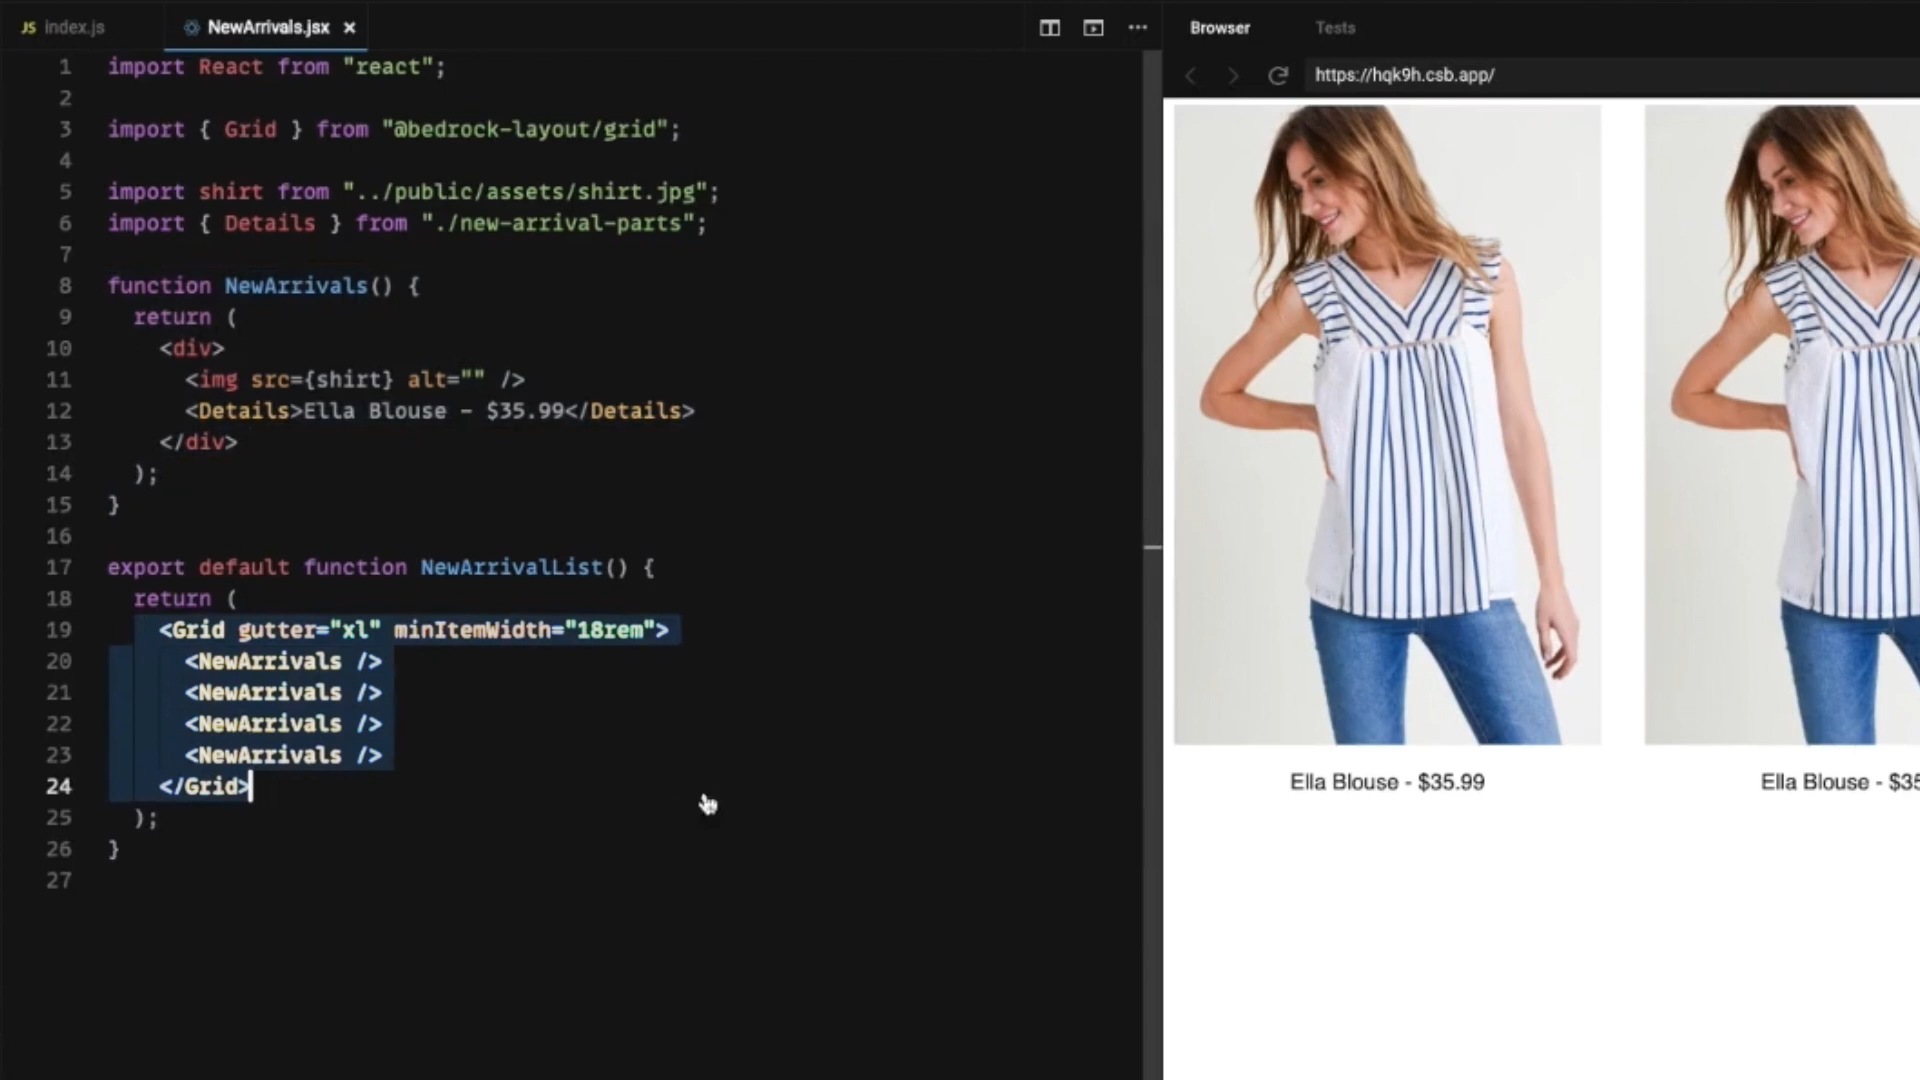 JS index.js
NewArrivals.jsx
Browser
Tests
https://hqk9h.csb.app/
1 import React from "react";
2
3 import { Grid } from "@bedrock-layout/grid";
4
5 import shirt from "../public/assets/shirt.jpg";
6 import { Details } from "./new-arrival-parts";
7
8 function NewArrivals() {
9 return (
10 <div>
11 <img src={shirt} alt="" />
12 <Details>Ella Blouse - $35.99</Details>
13 </div>
14 );
15 }
16
17 export default function NewArrivalList() {
18 return (
19 <Grid gutter="xl" minItemWidth="18rem">
20 <NewArrivals />
21 <NewArrivals />
22 <NewArrivals />
23 <NewArrivals />
24 </Grid>
25 );
26 }
27
Ella Blouse - $35.99
Ella Blouse - $35